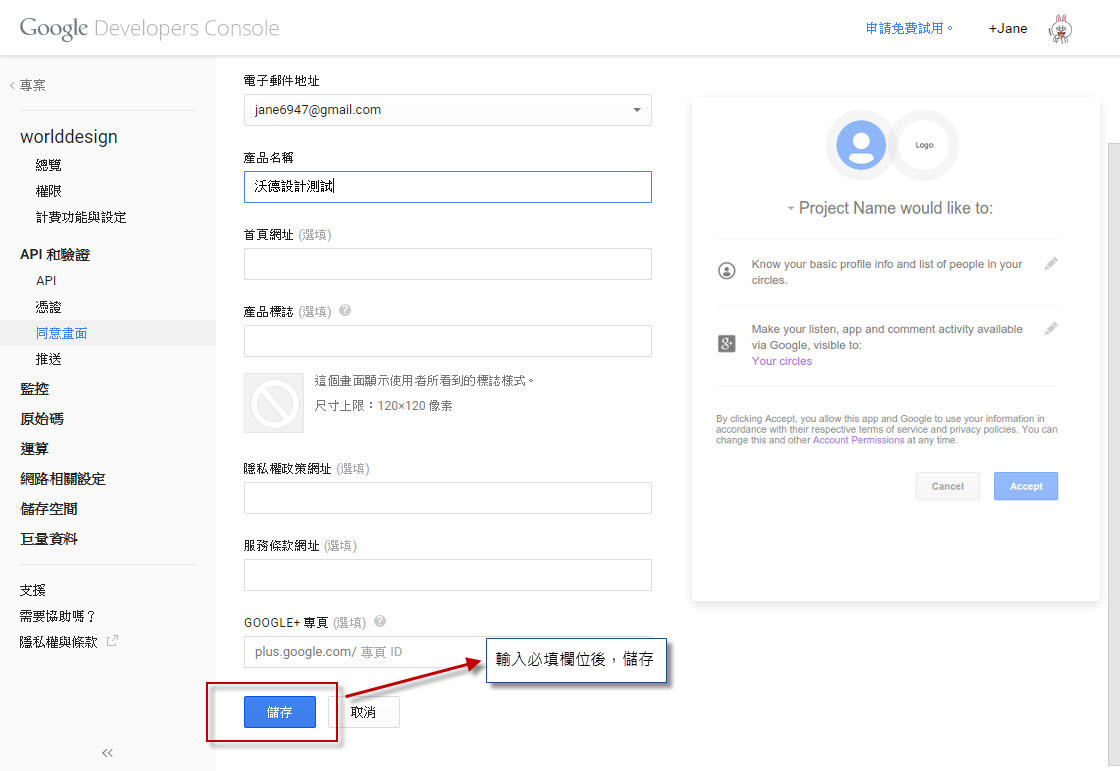 Google Developers Console
申請免費試用。
+Jane
專案
worlddesign
總覽
權限
計費功能與設定
API 和驗證
API
憑證
同意畫面
推送
監控
原始碼
運算
網路相關設定
儲存空間
巨量資料
支援
需要協助嗎？
隱私權與條款
電子郵件地址
jane6947@gmail.com
產品名稱
沃德設計測試
首頁網址 (選填)
產品標誌 (選填)
這個畫面顯示使用者所看到的標誌樣式。
尺寸上限：120×120 像素
隱私權政策網址 (選填)
服務條款網址 (選填)
GOOGLE+ 專頁 (選填)
plus.google.com/ 專頁 ID
輸入必填欄位後，儲存
儲存
取消
Logo
Project Name would like to:
Know your basic profile info and list of people in your
circles.
Make your listen, app and comment activity available
via Google, visible to:
Your circles
By clicking Accept, you allow this app and Google to use your information in
accordance with their respective terms of service and privacy policies. You can
change this and other Account Permissions at any time.
Cancel
Accept